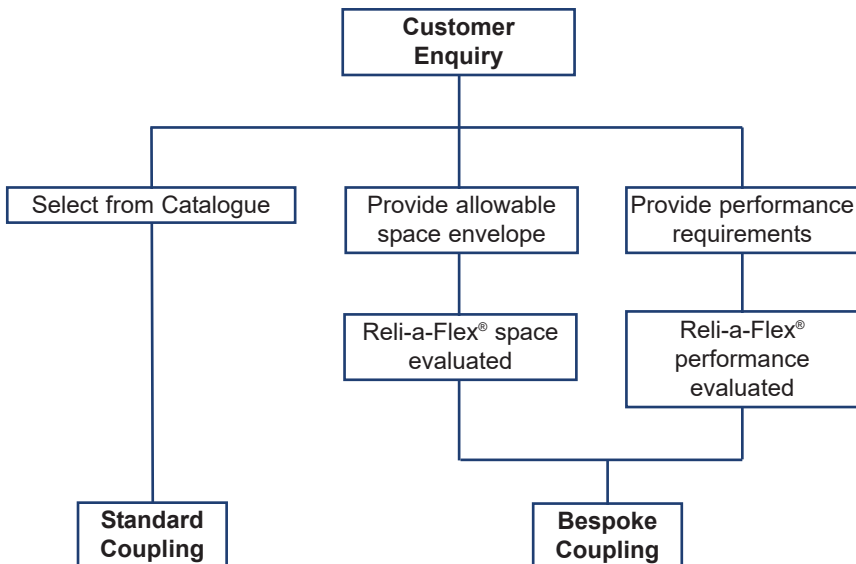 Customer
Enquiry
Select from Catalogue
Provide allowable
space envelope
Provide performance
requirements
Reli-a-Flex® space
evaluated
Reli-a-Flex®
performance
evaluated
Standard
Coupling
Bespoke
Coupling